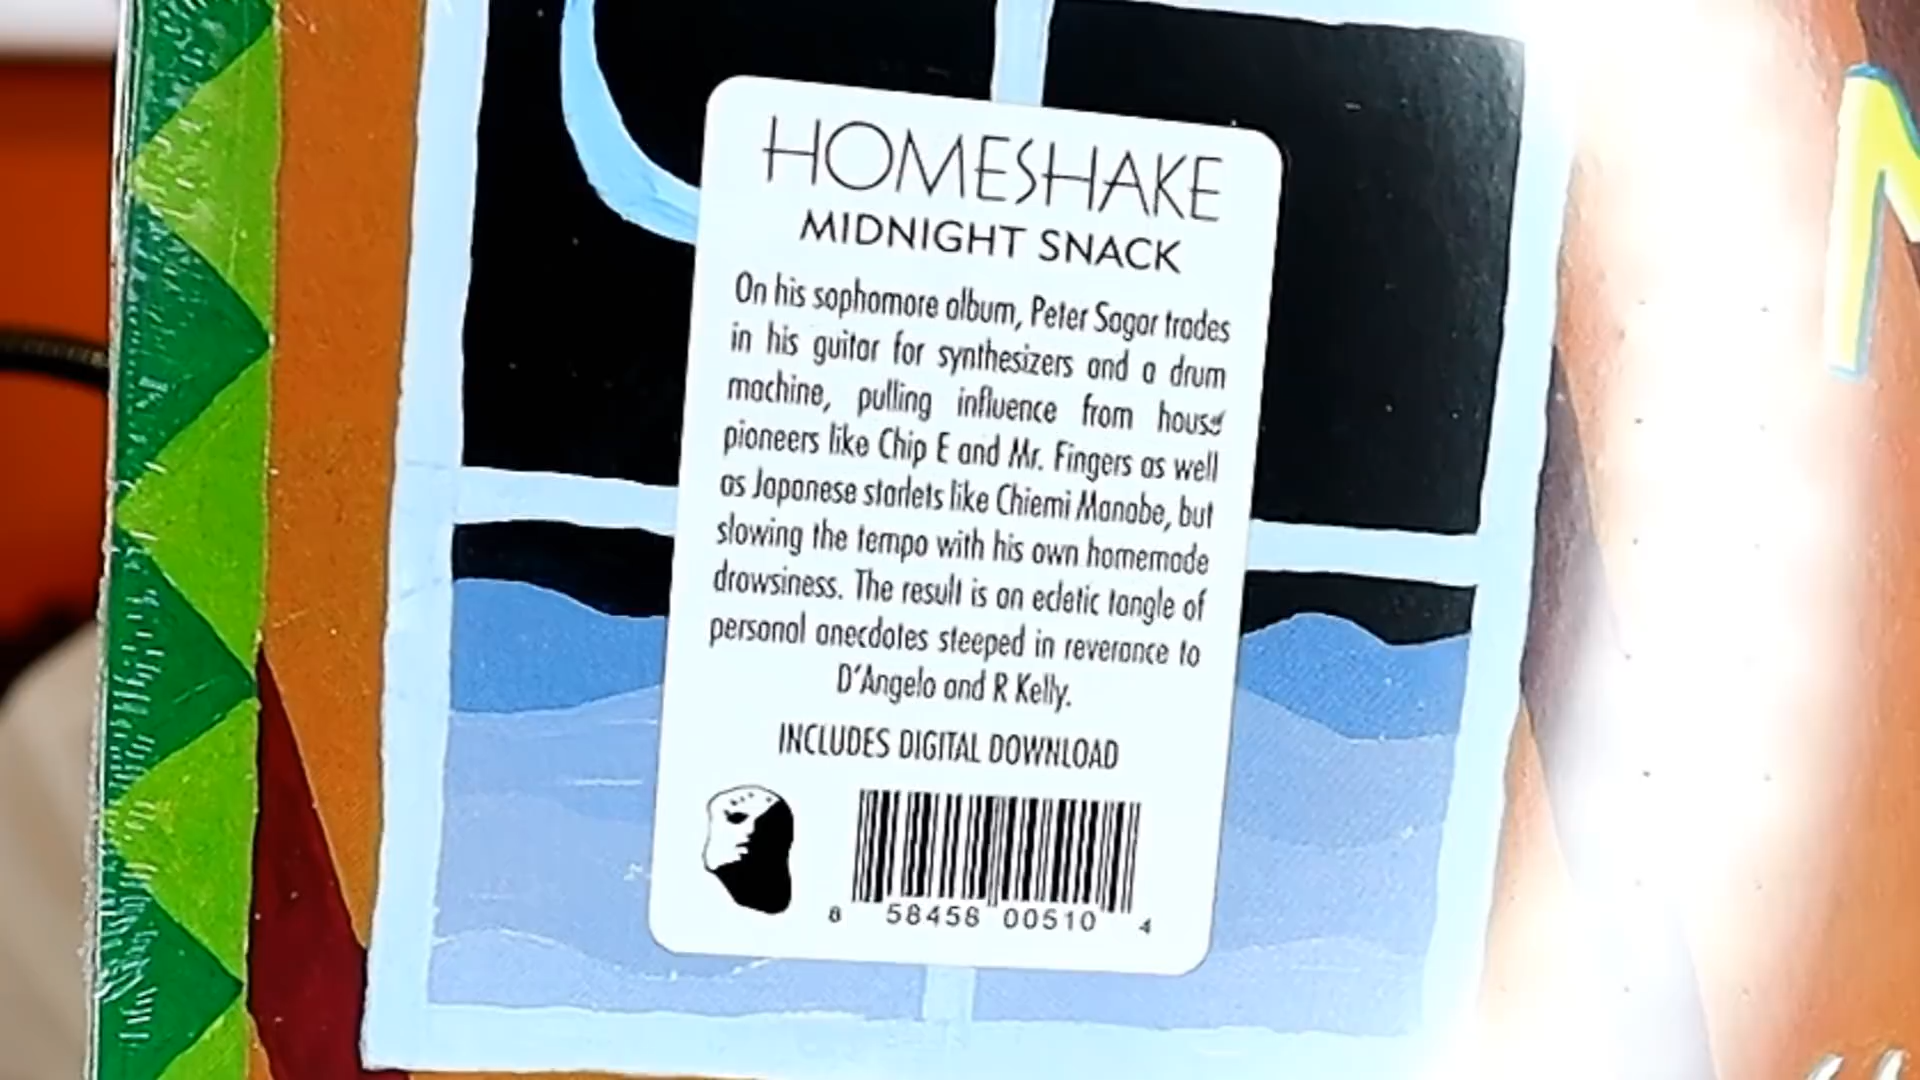 HOMESHAKE
MIDNIGHT SNACK
On his sophomore album, Peter Sagar trades
in his guitar for synthesizers and a drum
machine, pulling influence from house
pioneers like Chip E and Mr. Fingers as well
as Japanese starlets like Chiemi Manabe, but
slowing the tempo with his own homemade
drowsiness. The result is an ecletic tangle of
personal anecdotes steeped in reverance to
D'Angelo and R Kelly.
INCLUDES DIGITAL DOWNLOAD
8 58458 00510 4